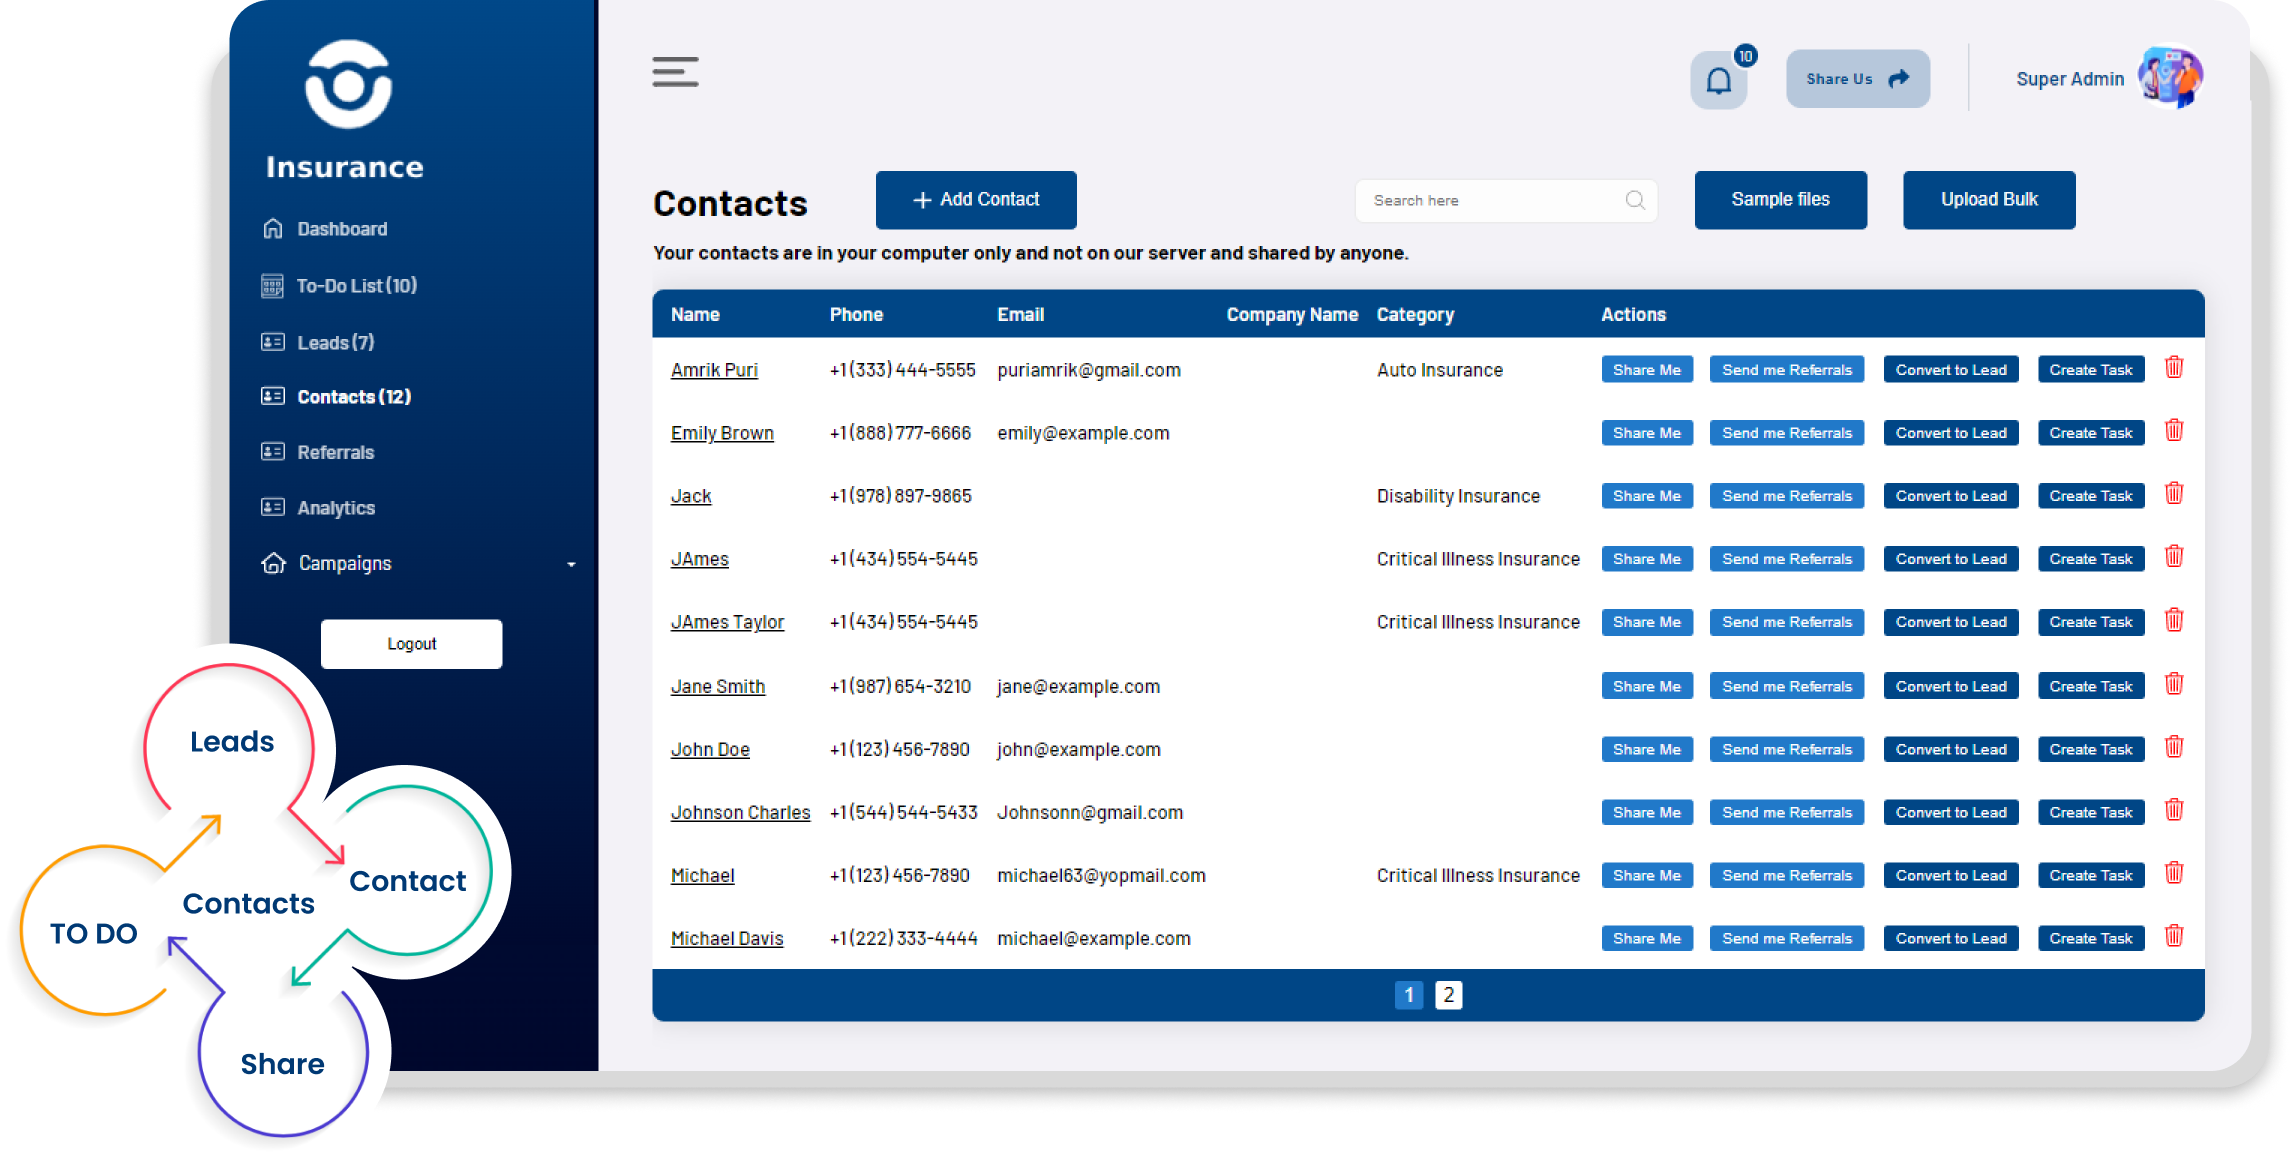 Insurance
Dashboard
To-Do List (10)
Leads (7)
Contacts (12)
Referrals
Analytics
Campaigns
Logout
10
Share Us
Super Admin
Contacts
+ Add Contact
Search here
Sample files
Upload Bulk
Your contacts are in your computer only and not on our server and shared by anyone.
Name Phone Email Company Name Category Actions
Amrik Puri +1 (333) 444-5555 puriamrik@gmail.com Auto Insurance Share Me Send me Referrals Convert to Lead Create Task
Emily Brown +1 (888) 777-6666 emily@example.com Share Me Send me Referrals Convert to Lead Create Task
Jack +1 (978) 897-9865 Disability Insurance Share Me Send me Referrals Convert to Lead Create Task
JAmes +1 (434) 554-5445 Critical Illness Insurance Share Me Send me Referrals Convert to Lead Create Task
JAmes Taylor +1 (434) 554-5445 Critical Illness Insurance Share Me Send me Referrals Convert to Lead Create Task
Jane Smith +1 (987) 654-3210 jane@example.com Share Me Send me Referrals Convert to Lead Create Task
John Doe +1 (123) 456-7890 john@example.com Share Me Send me Referrals Convert to Lead Create Task
Johnson Charles +1 (544) 544-5433 Johnsonn@gmail.com Share Me Send me Referrals Convert to Lead Create Task
Michael +1 (123) 456-7890 michael63@yopmail.com Critical Illness Insurance Share Me Send me Referrals Convert to Lead Create Task
Michael Davis +1 (222) 333-4444 michael@example.com Share Me Send me Referrals Convert to Lead Create Task
1 2
Leads
Contact
Contacts
TO DO
Share